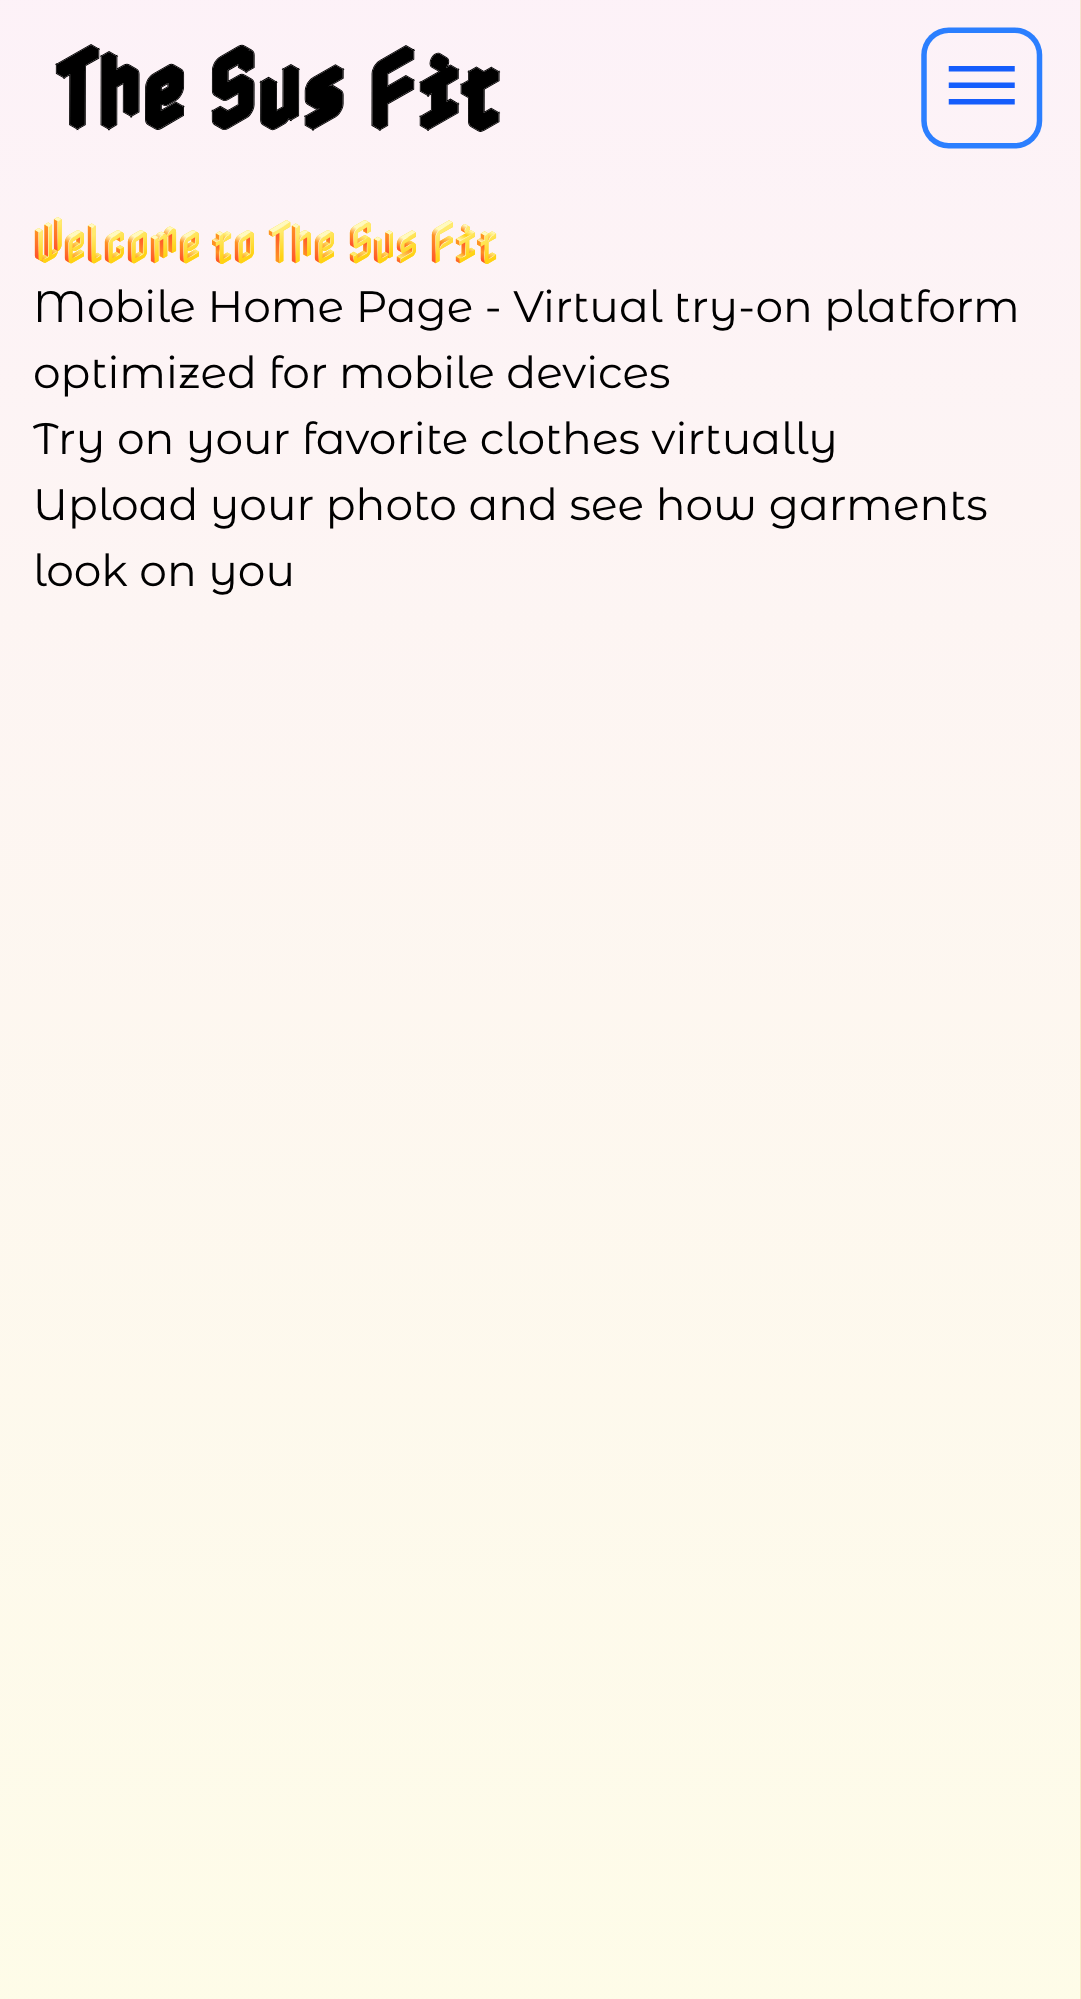 The Sus Fit
Welcome to The Sus Fit
Mobile Home Page - Virtual try-on platform
optimized for mobile devices
Try on your favorite clothes virtually
Upload your photo and see how garments
look on you